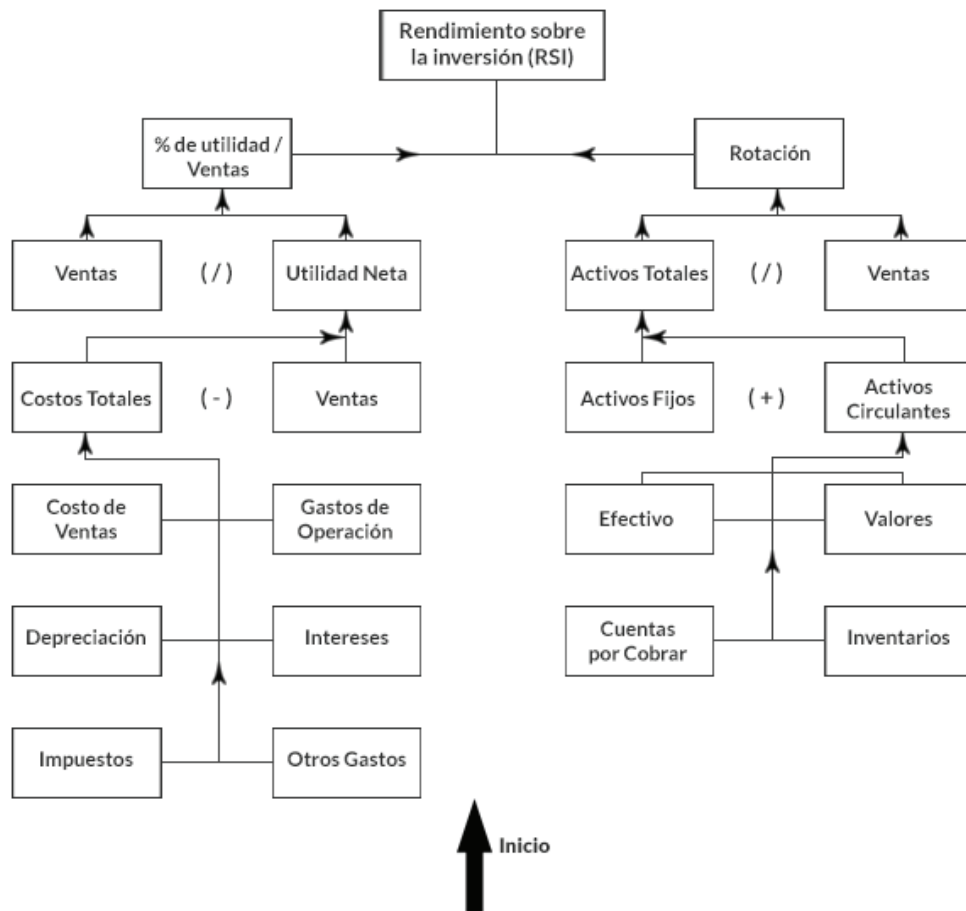 Rendimiento sobre
la inversión (RSI)
% de utilidad /
Ventas
Rotación
Ventas
( / )
Utilidad Neta
Activos Totales
( / )
Ventas
Costos Totales
( - )
Ventas
Activos Fijos
( + )
Activos
Circulantes
Costo de
Ventas
Gastos de
Operación
Efectivo
Valores
Depreciación
Intereses
Cuentas
por Cobrar
Inventarios
Impuestos
Otros Gastos
Inicio